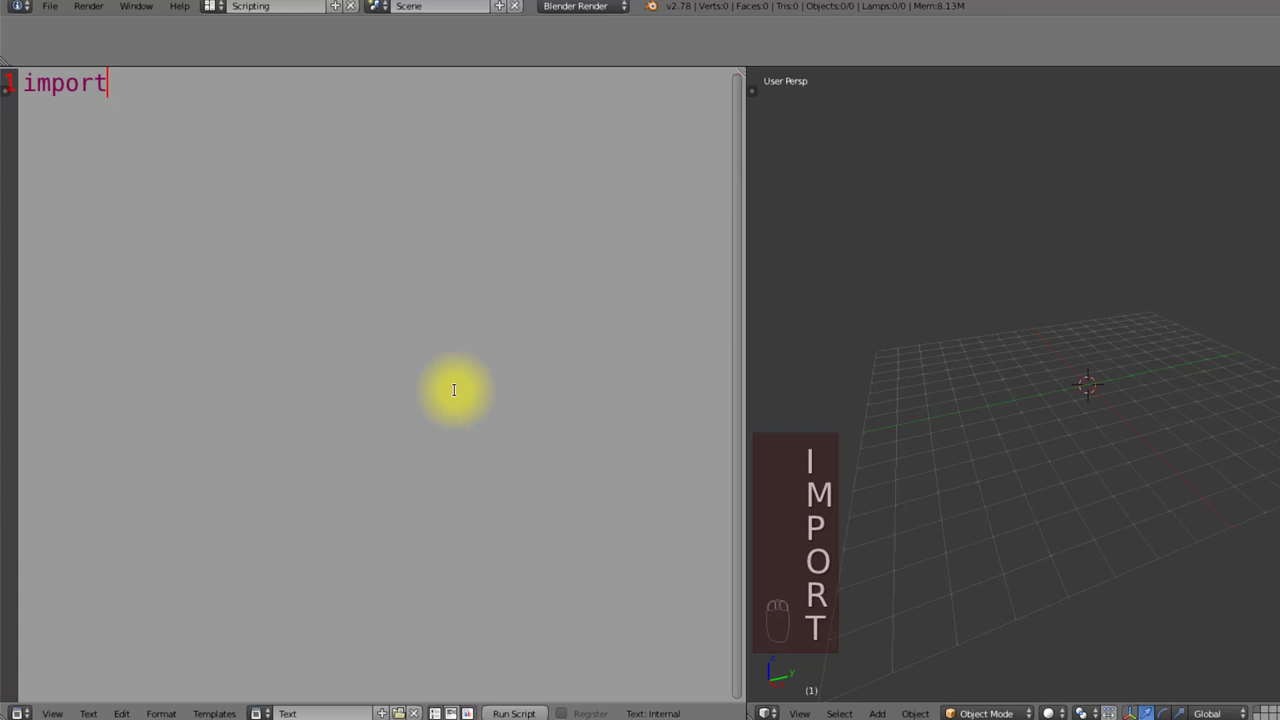 File Render Window Help Scripting Scene Blender Render v2.78 | Verts:0 | Faces:0 | Tris:0 | Objects:0/0 | Lamps:0/0 | Mem:8.13M
1 import
User Persp
I
M
P
O
R
T
(1)
z
y
View Text Edit Format Templates Text Run Script Register Text: Internal
View Select Add Object Object Mode Global